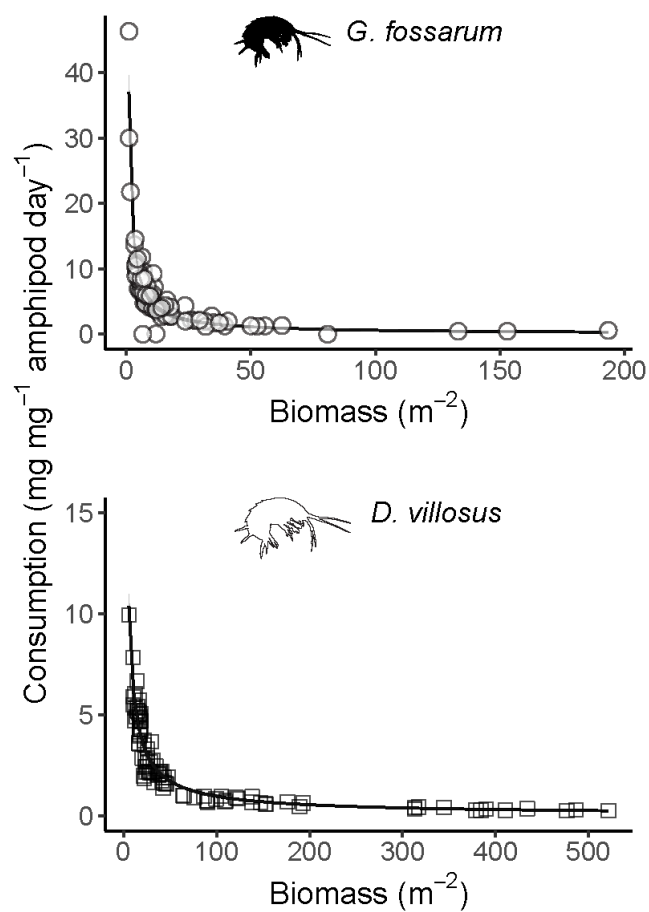 G. fossarum
40
30
20
10
0
0 50 100 150 200
Biomass (m⁻²)
Consumption (mg mg⁻¹ amphipod day⁻¹)
D. villosus
15
10
5
0
0 100 200 300 400 500
Biomass (m⁻²)